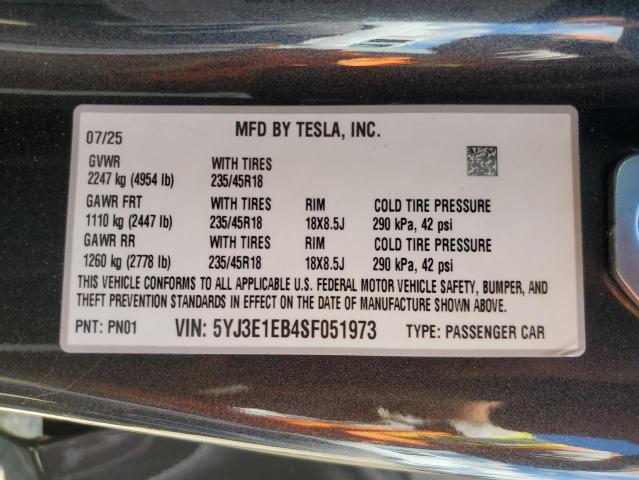 07/25 MFD BY TESLA, INC.
GVWR WITH TIRES
2247 kg (4954 lb) 235/45R18
GAWR FRT WITH TIRES RIM COLD TIRE PRESSURE
1110 kg (2447 lb) 235/45R18 18X8.5J 290 kPa, 42 psi
GAWR RR WITH TIRES RIM COLD TIRE PRESSURE
1260 kg (2778 lb) 235/45R18 18X8.5J 290 kPa, 42 psi
THIS VEHICLE CONFORMS TO ALL APPLICABLE U.S. FEDERAL MOTOR VEHICLE SAFETY, BUMPER, AND
THEFT PREVENTION STANDARDS IN EFFECT ON THE DATE OF MANUFACTURE SHOWN ABOVE.
PNT: PN01 VIN: 5YJ3E1EB4SF051973 TYPE: PASSENGER CAR